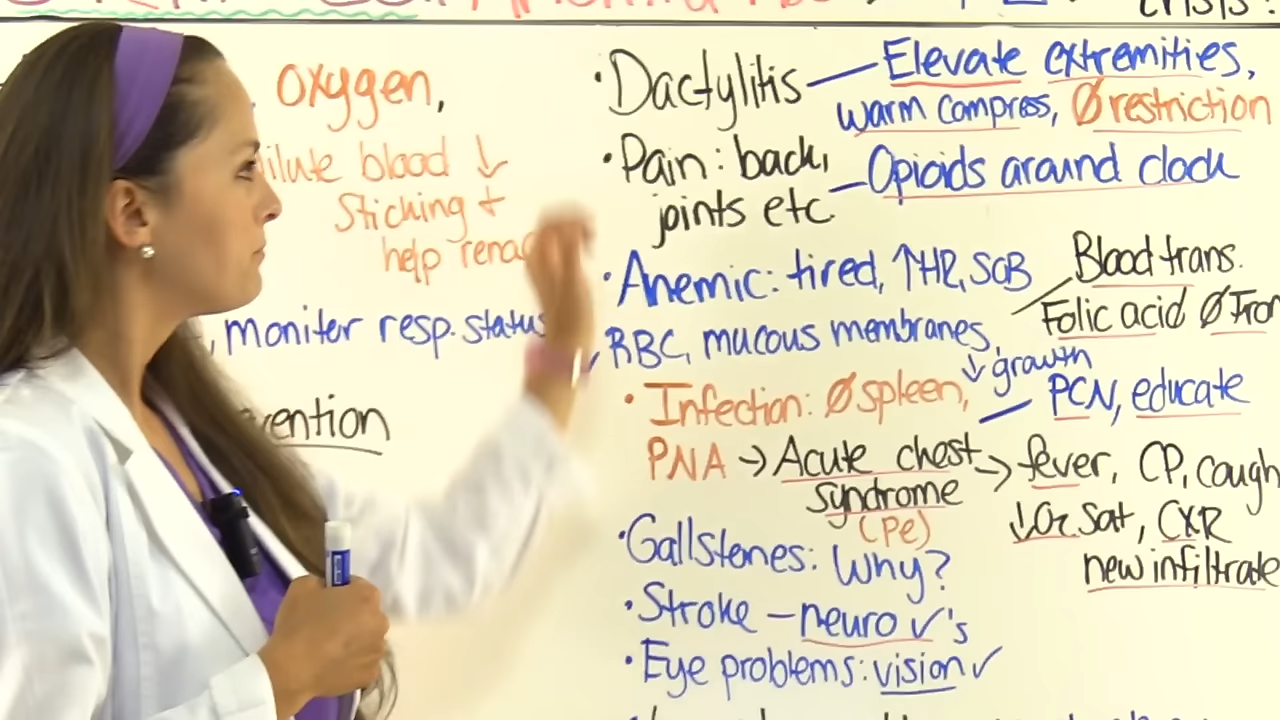 crisis?
oxygen,
ilute blood ↓
sticking +
help rena
, moniter resp. status
vention
• Dactylitis — Elevate extremities,
warm compress, Ø restriction
• Pain: back,
joints etc. — Opioids around clock
• Anemic: tired, ↑HR, SOB
Blood trans.
Folic acid Ø Iron
RBC, mucous membranes,
↓ growth
• Infection: Ø spleen, — PCN, educate
PNA → Acute chest → fever, CP, cough
syndrome ↓O₂ sat, CXR
(Pe)
new infiltrate
• Gallstones: Why?
• Stroke — neuro ✓'s
• Eye problems: vision ✓